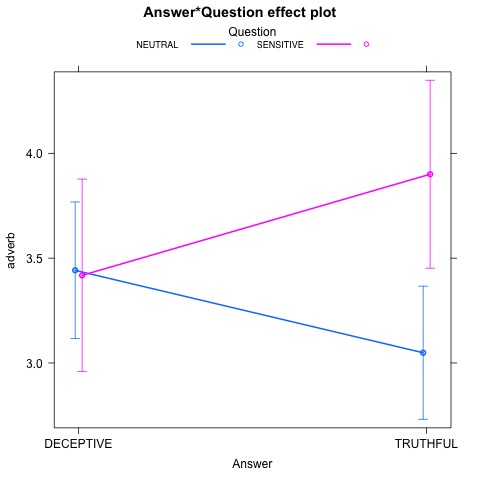 Answer*Question effect plot
Question
NEUTRAL SENSITIVE
4.0
3.5
3.0
adverb
DECEPTIVE TRUTHFUL
Answer